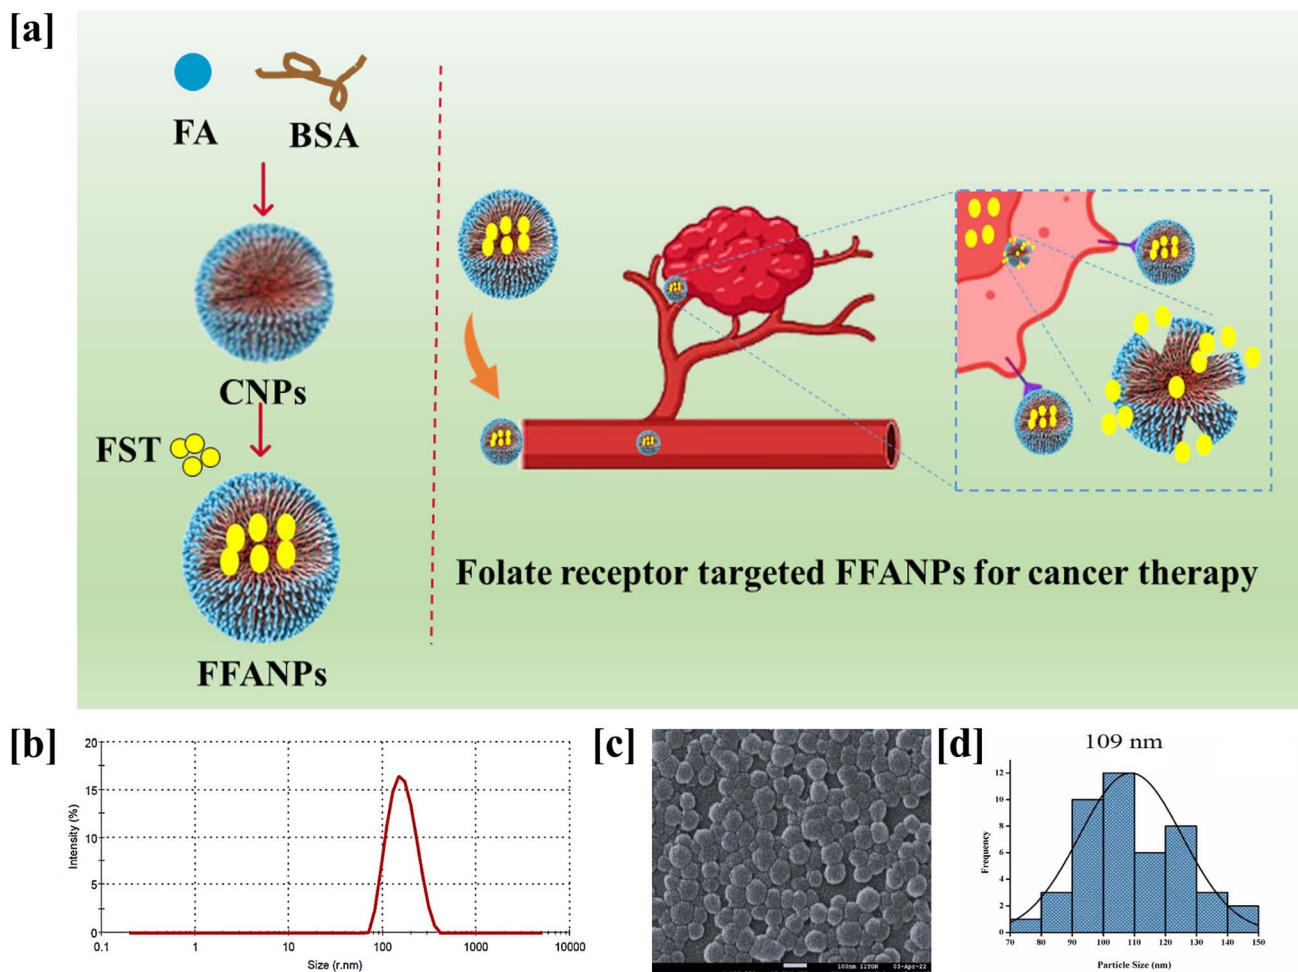 [a]
FA
BSA
CNPs
FST
FFANPs
Folate receptor targeted FFANPs for cancer therapy
[b]
20
15
10
5
0
Intensity (%)
0.1 1 10 100 1000 10000
Size (r.nm)
[c]
100nm IITGN 03-Apr-22
[d]
109 nm
12
10
8
6
4
2
0
Frequency
70 80 90 100 110 120 130 140 150
Particle Size (nm)